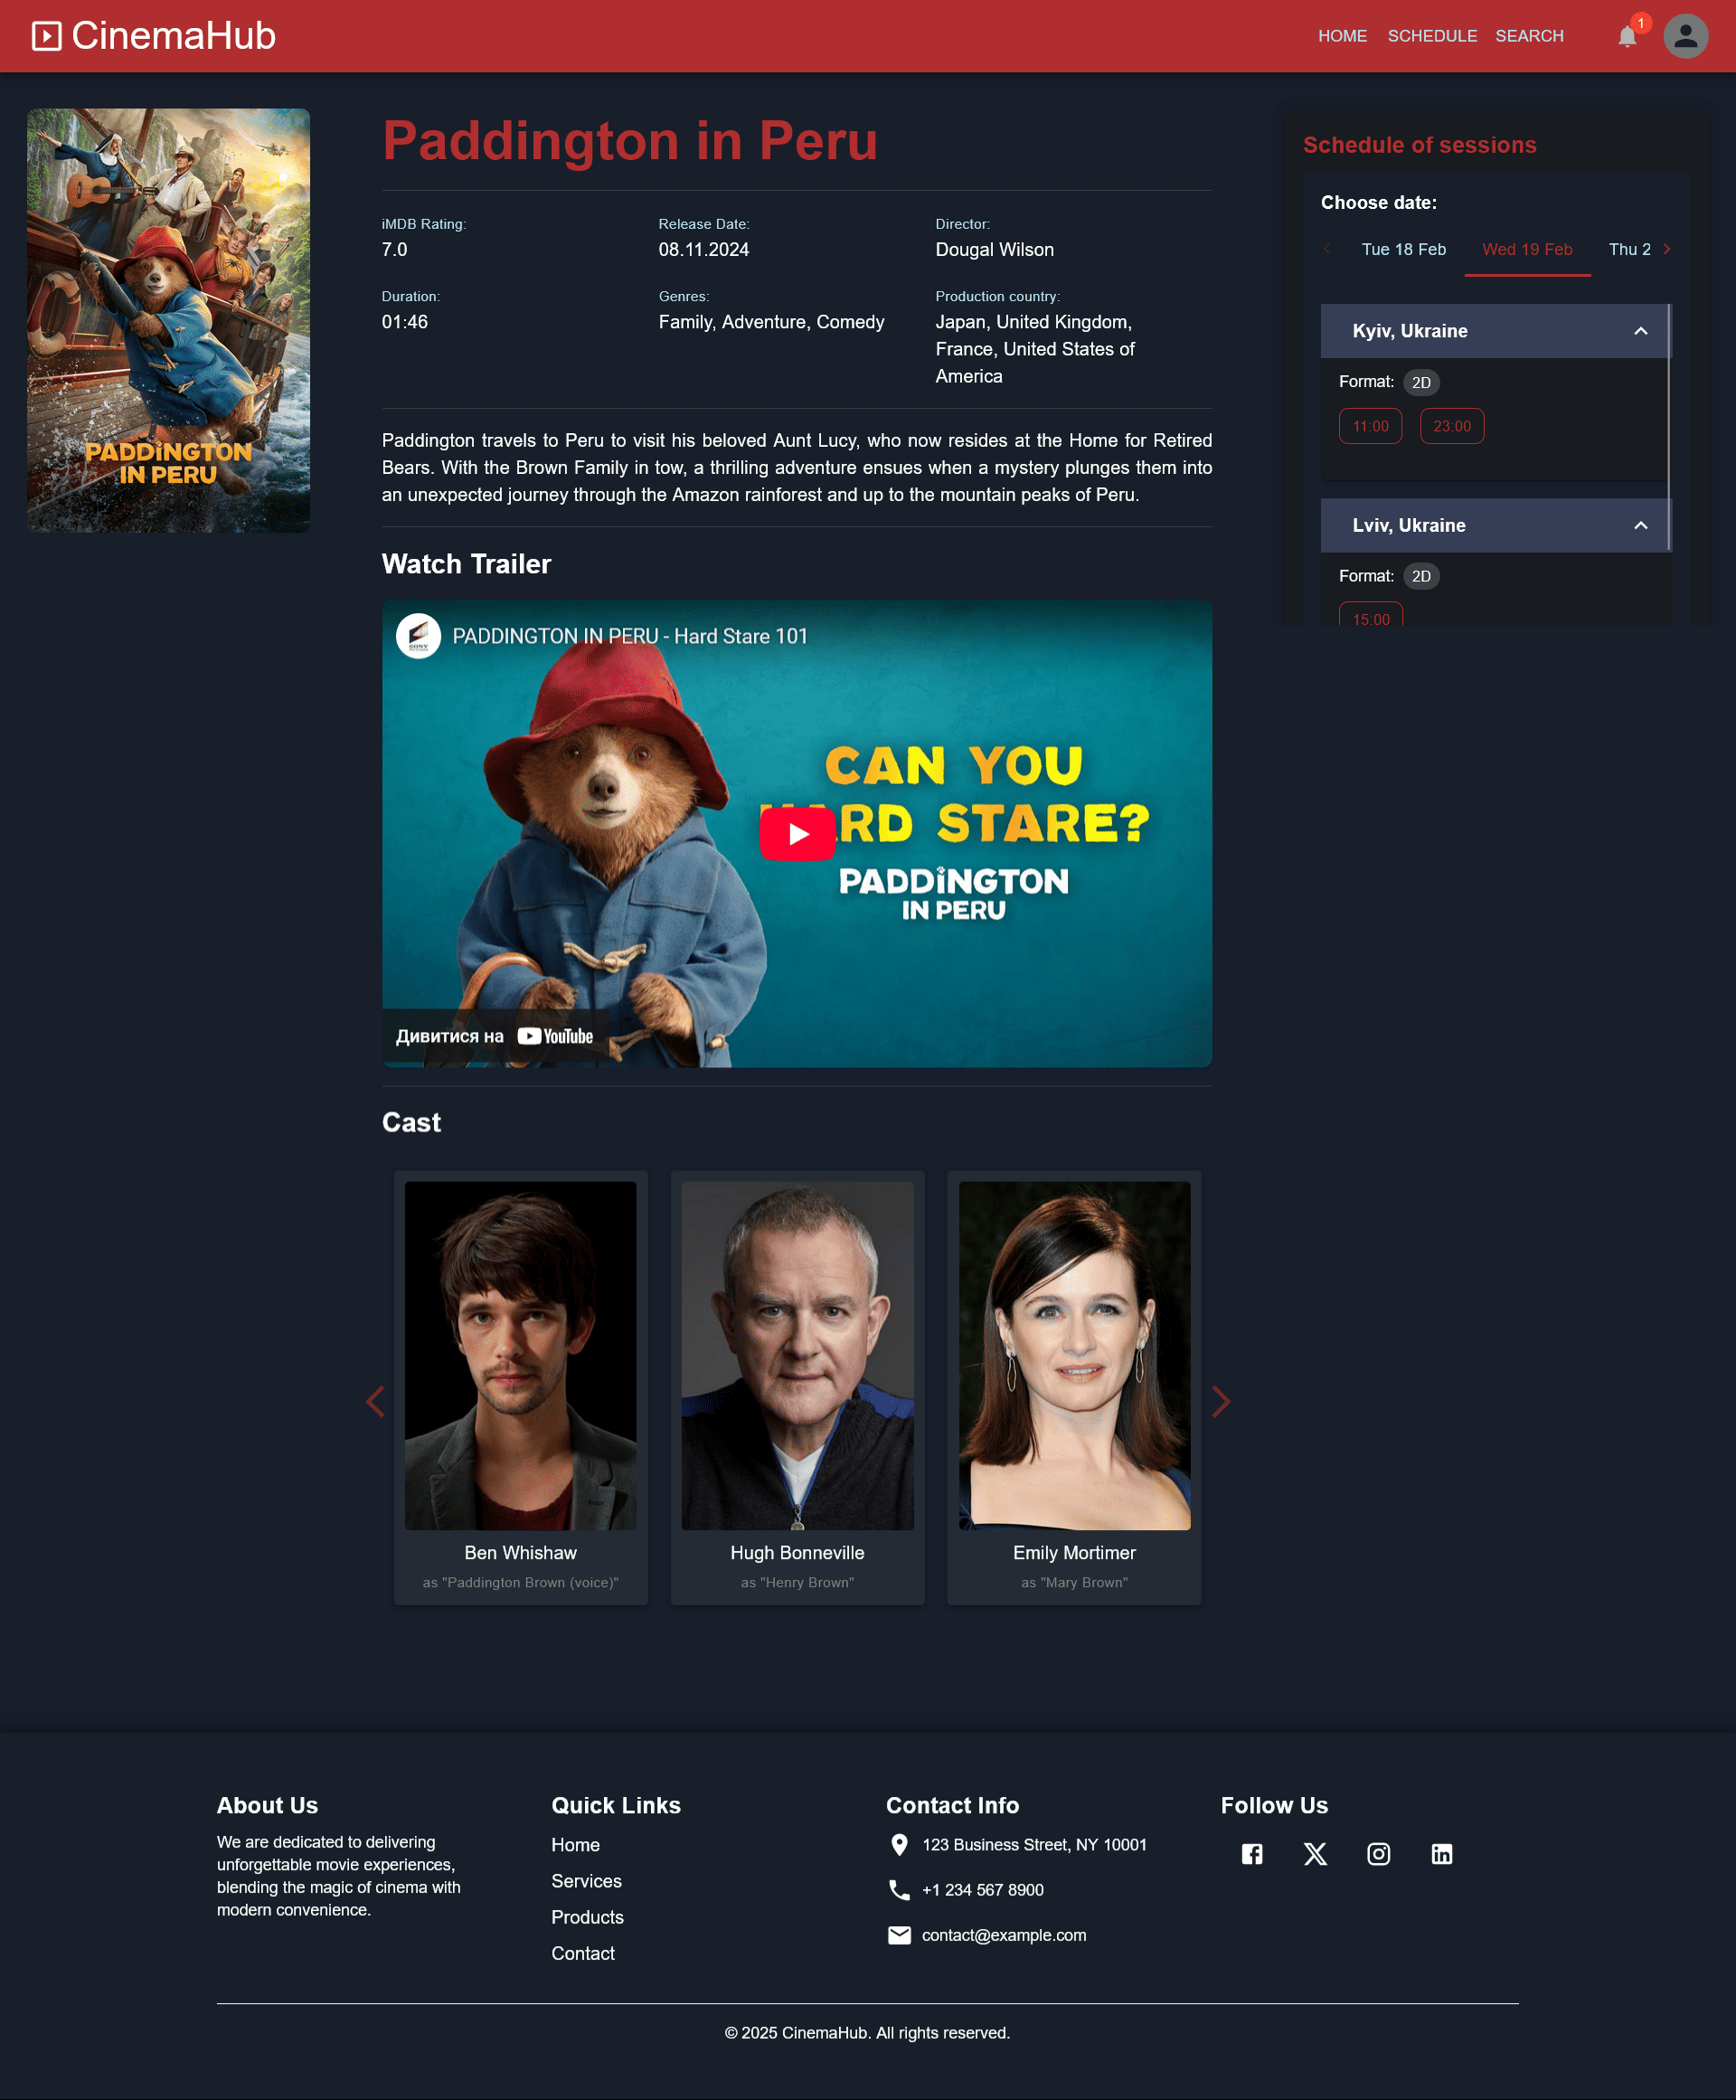 CinemaHub
HOME SCHEDULE SEARCH
1
PADDINGTON
IN PERU
Paddington in Peru
iMDB Rating:
7.0
Release Date:
08.11.2024
Director:
Dougal Wilson
Duration:
01:46
Genres:
Family, Adventure, Comedy
Production country:
Japan, United Kingdom,
France, United States of
America
Paddington travels to Peru to visit his beloved Aunt Lucy, who now resides at the Home for Retired
Bears. With the Brown Family in tow, a thrilling adventure ensues when a mystery plunges them into
an unexpected journey through the Amazon rainforest and up to the mountain peaks of Peru.
Watch Trailer
SONY
PADDINGTON IN PERU - Hard Stare 101
CAN YOU
HARD STARE?
PADDINGTON
IN PERU
Дивитися на YouTube
Cast
Ben Whishaw
as "Paddington Brown (voice)"
Hugh Bonneville
as "Henry Brown"
Emily Mortimer
as "Mary Brown"
Schedule of sessions
Choose date:
Tue 18 Feb Wed 19 Feb Thu 2
Kyiv, Ukraine
Format: 2D
11:00 23:00
Lviv, Ukraine
Format: 2D
15:00
About Us
We are dedicated to delivering
unforgettable movie experiences,
blending the magic of cinema with
modern convenience.
Quick Links
Home
Services
Products
Contact
Contact Info
123 Business Street, NY 10001
+1 234 567 8900
contact@example.com
Follow Us
© 2025 CinemaHub. All rights reserved.